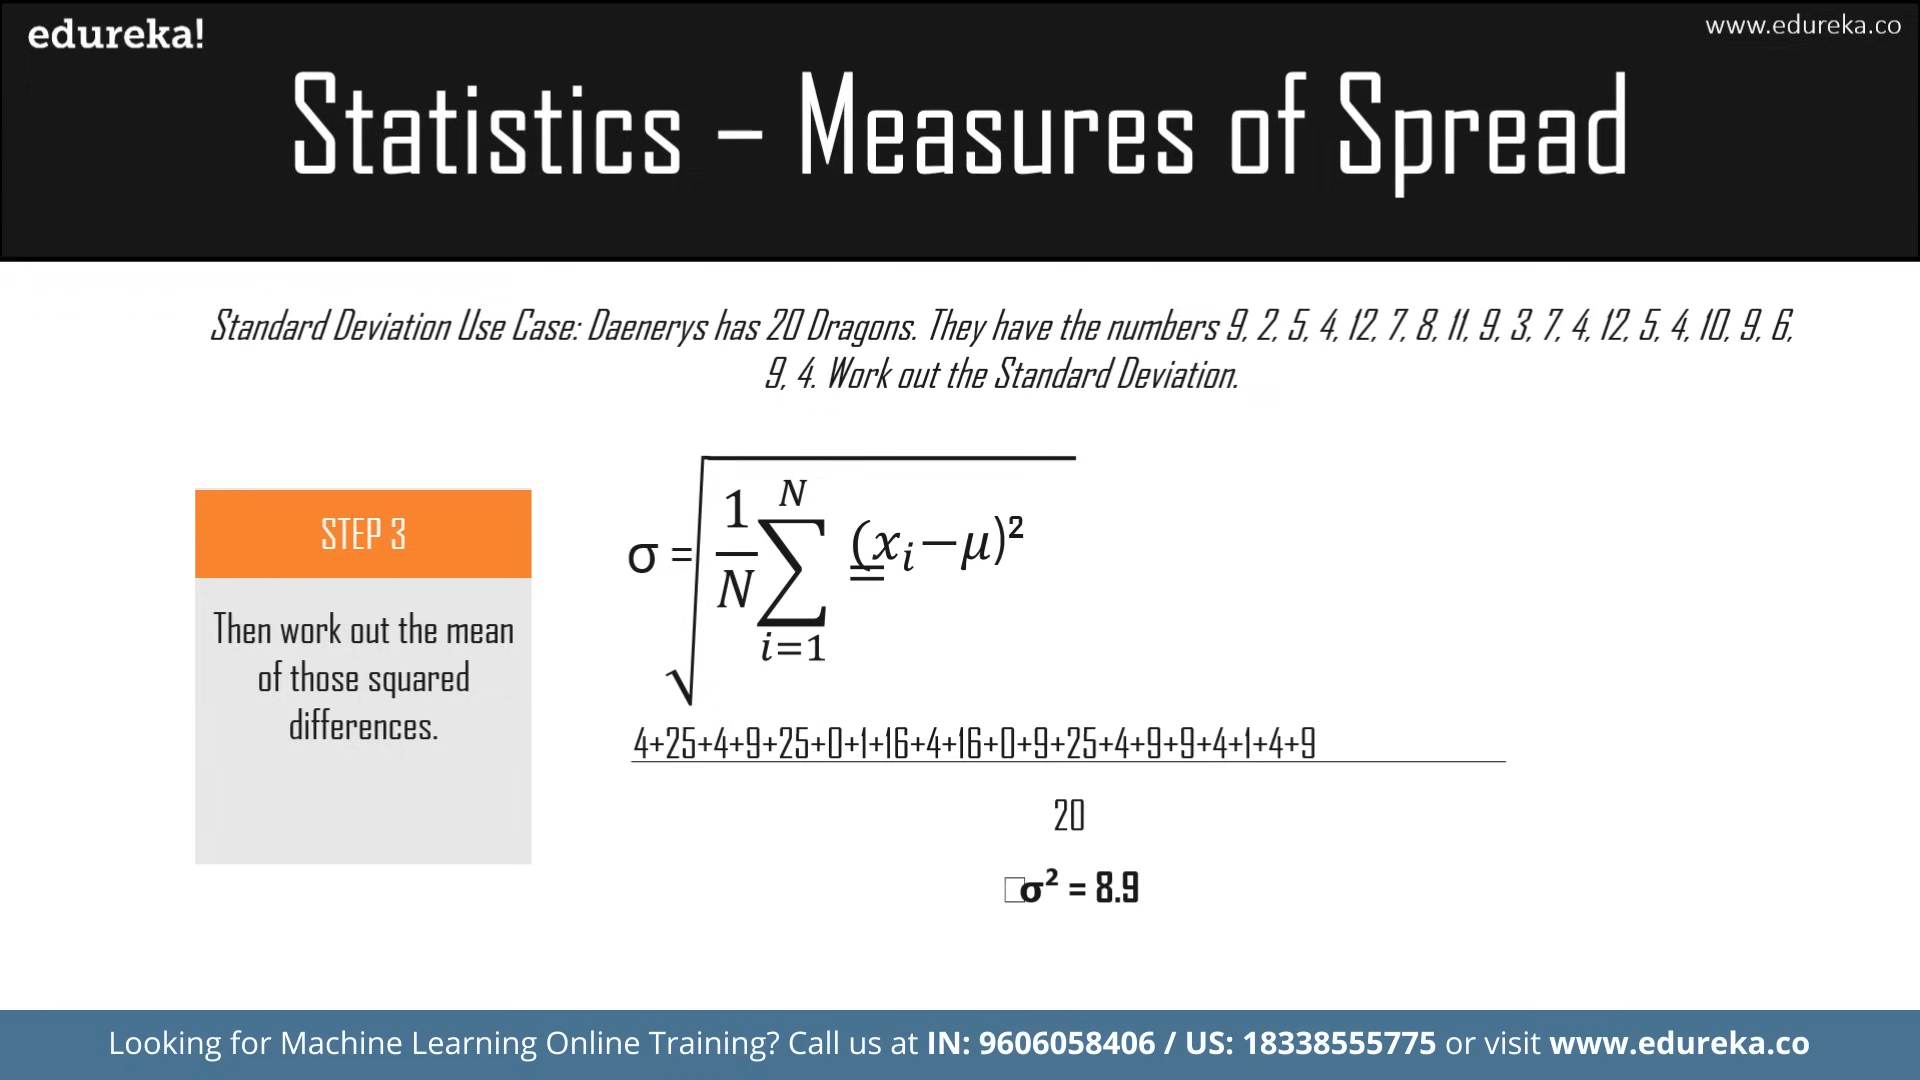 edureka!
www.edureka.co
Statistics – Measures of Spread
Standard Deviation Use Case: Daenerys has 20 Dragons. They have the numbers 9, 2, 5, 4, 12, 7, 8, 11, 9, 3, 7, 4, 12, 5, 4, 10, 9, 6,
9, 4. Work out the Standard Deviation.
STEP 3
Then work out the mean
of those squared
differences.
σ = √ 1/N ∑ N i=1 (xᵢ−μ)²
4+25+4+9+25+0+1+16+4+16+0+9+25+4+9+9+4+1+4+9
20
□σ² = 8.9
Looking for Machine Learning Online Training? Call us at IN: 9606058406 / US: 18338555775 or visit www.edureka.co